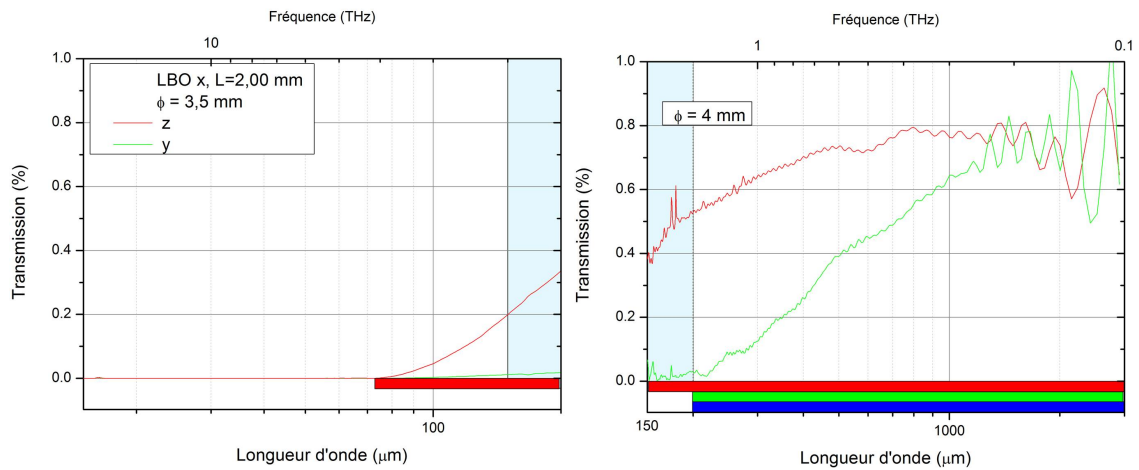 Fréquence (THz)
10
Transmission (%)
1.0
0.8
0.6
0.4
0.2
0.0
LBO x, L=2,00 mm
ϕ = 3,5 mm
z
y
100
Longueur d'onde (μm)
Fréquence (THz)
1
0.1
Transmission (%)
1.0
0.8
0.6
0.4
0.2
0.0
ϕ = 4 mm
150
1000
Longueur d'onde (μm)